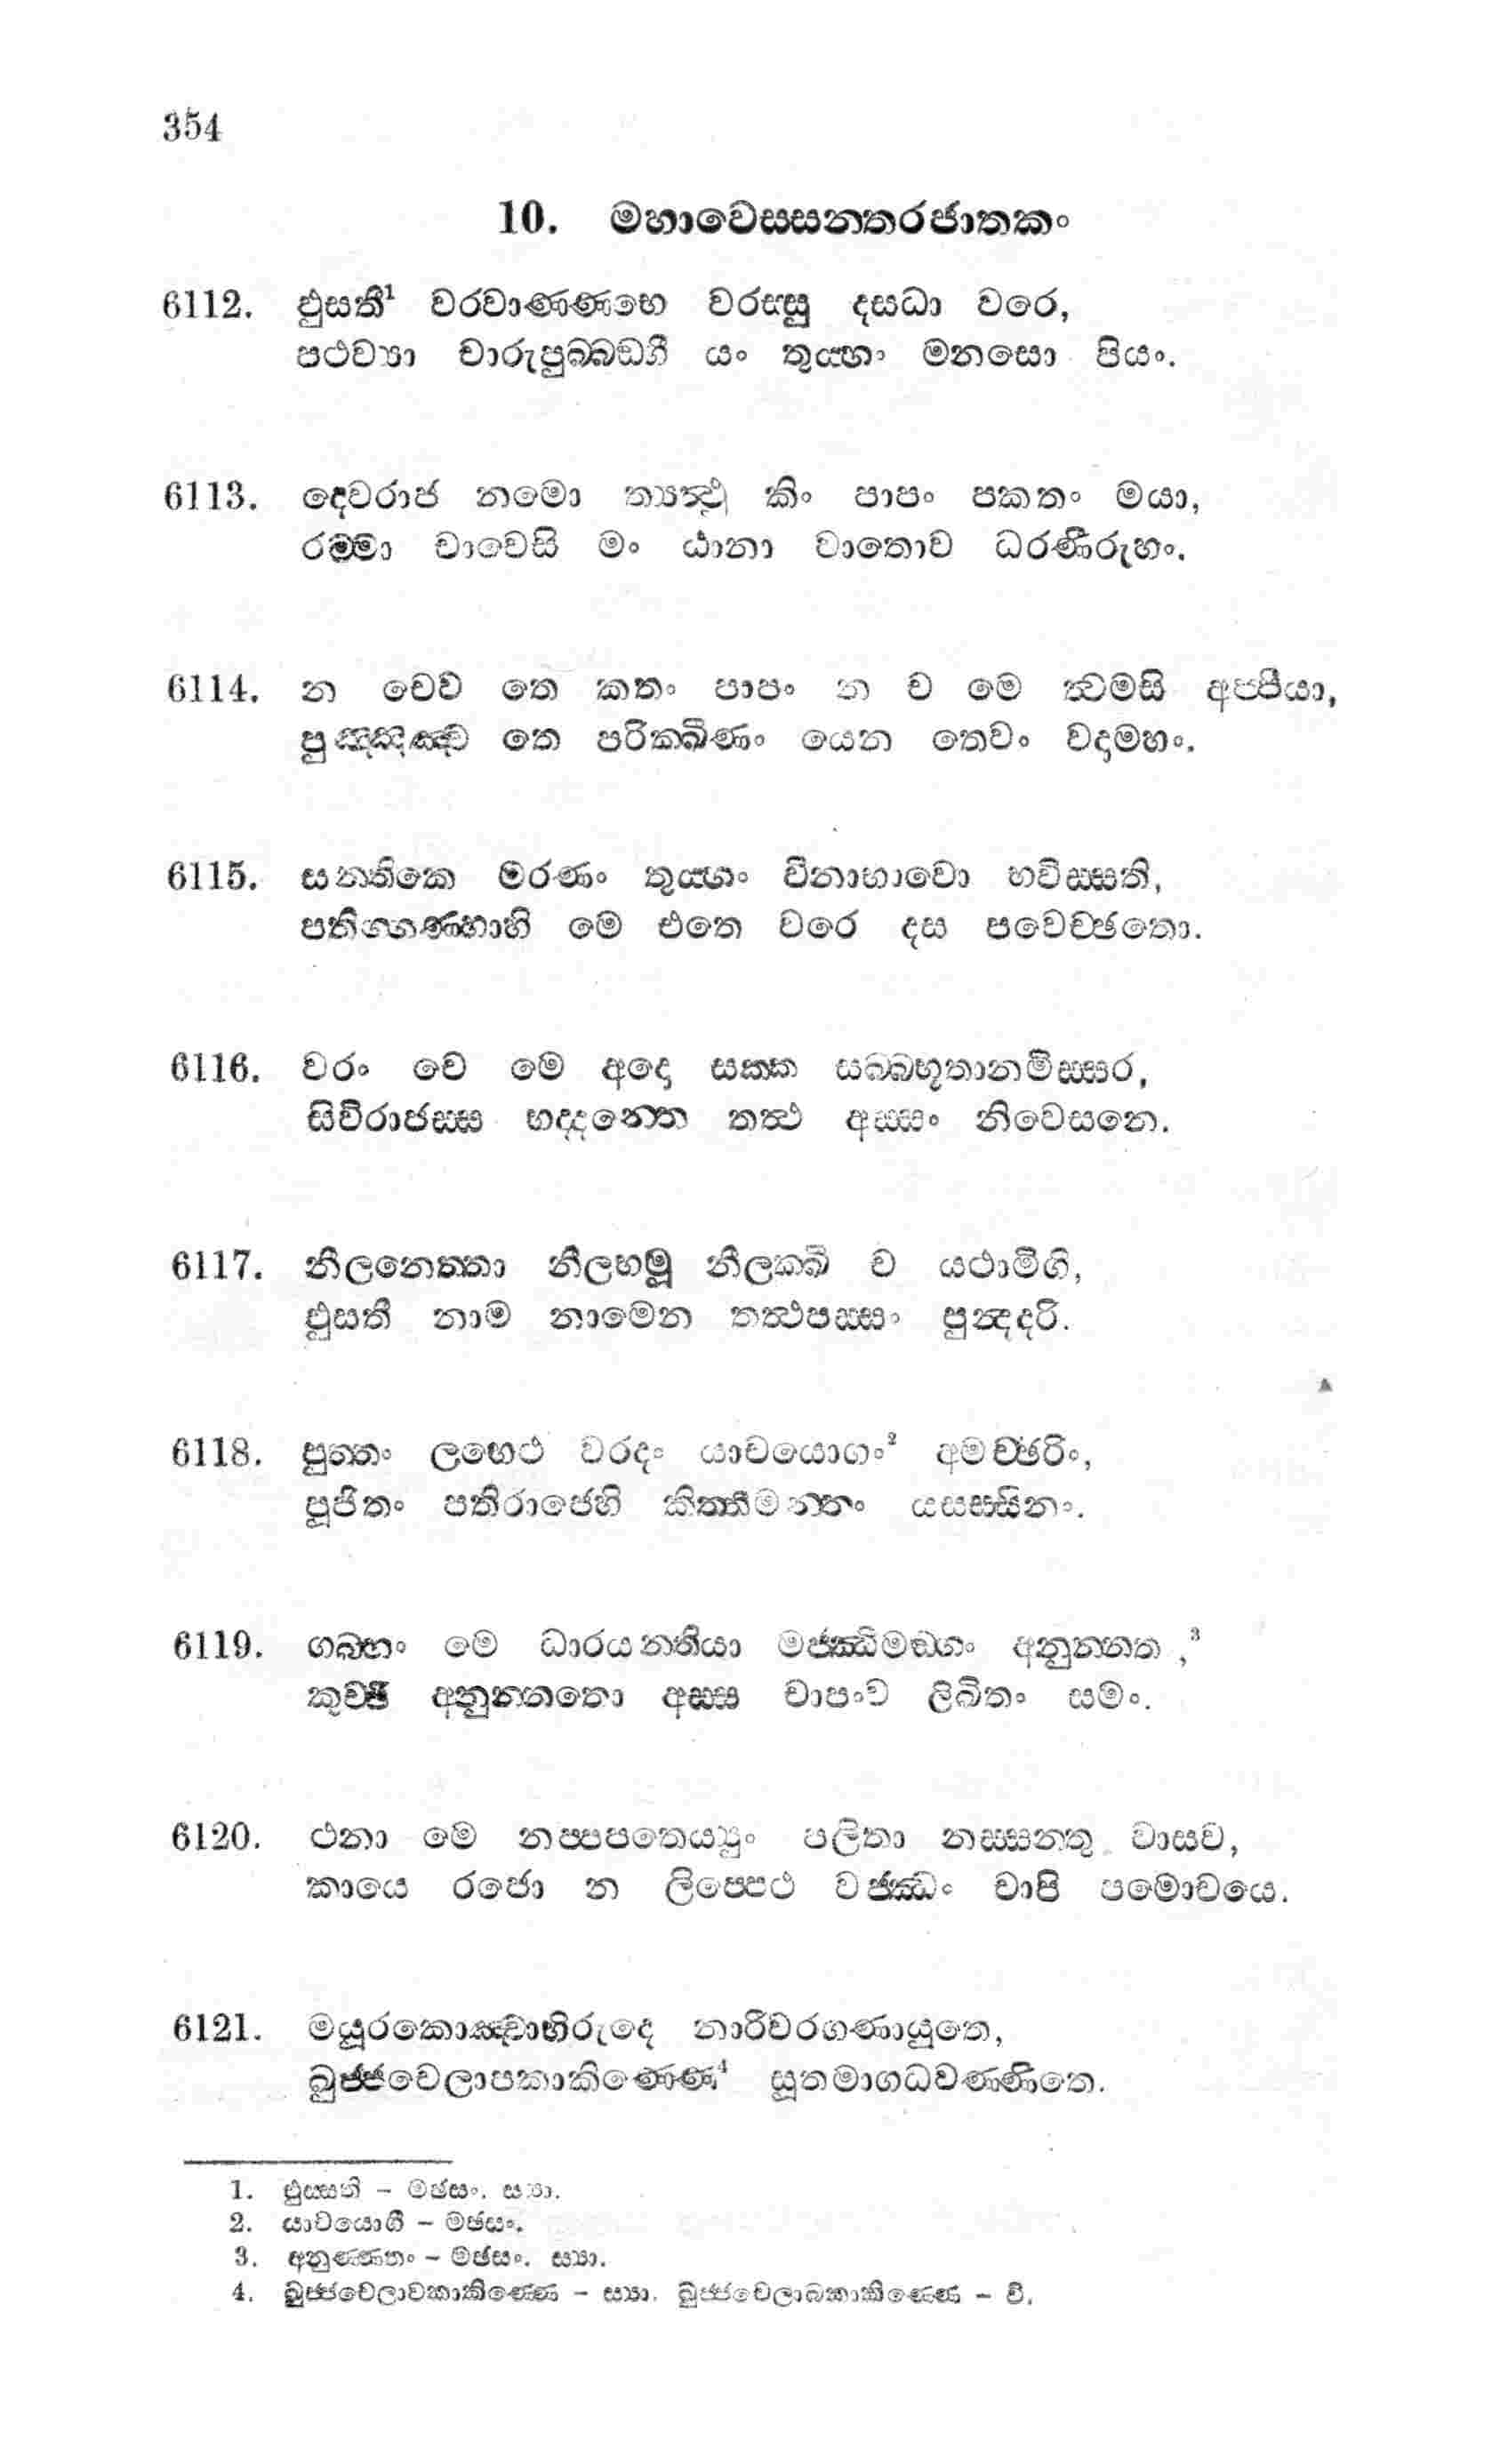 354
10. මහාවෙස්සන්තරජාතකං
6112. ඵුසතී¹ වරවාණණභෙ වරස්සු දසධා වරෙ,
පථව්‍යා චාරුපුබ්බඞ්ගී යං තුය්හං මනසො පියං.
6113. දෙවරාජ නමො ත්‍යත්‍ථු කිං පාපං පකතං මයා,
රම්මා චාවෙසි මං ඨානා වාතොව ධරණීරුහං.
6114. න චෙව තෙ කතං පාපං න ච මෙ ත්‍වමසි අප්පියා,
පුඤ්ඤඤ්ච තෙ පරික්ඛීණං යෙන තෙවං වදාමහං.
6115. සන්තිකෙ මරණං තුය්හං විනාභාවො භවිස්සති,
පතිග්ගණ්හාහි මෙ එතෙ වරෙ දස පවෙච්ඡතො.
6116. වරං චෙ මෙ අදො සක්ක සබ්බභූතානමිස්සර,
සිවිරාජස්ස භද්දන්තෙ තත්‍ථ අස්සං නිවෙසනෙ.
6117. නීලනෙත්තා නීලභමූ නීලක්ඛී ච යථාමිගී,
ඵුසතී නාම නාමෙන තත්‍ථපස්සං පුරින්‍දදරි.
6118. පුත්තං ලභෙථ වරදං යාචයොගං² අමච්ඡරිං,
පූජිතං පතිරාජෙහි කිත්තිමන්තං යසස්සිනං.
6119. ගබ්භං මෙ ධාරයන්තියා මජ්ඣිමඞ්ගං අනුන්නත,³
කුච්ඡි අනුන්නතො අස්ස චාපංව ලිඛිතං සමං.
6120. ථනා මෙ නප්පපතෙය්‍යුං පලිතා නස්සන්තු වාසව,
කායෙ රජො න ලිප්පෙථ වජ්ඣං චාපි පමොචයෙ.
6121. මයූරකොඤ්චාභිරුදෙ නාරිවරගණායුතෙ,
ඛුජ්ජචෙලාපකාකිණ්ණෙ⁴ සූතමාගධවණ්ණිතෙ.
1. ඵුස්සති – මඡසං. ස්‍යා.
2. යාචයොගී – මඡසං.
3. අනුණ්ණතං – මඡසං. ස්‍යා.
4. ඛුජ්ජචෙලාවකාකිණ්ණෙ – ස්‍යා. ඛුජ්ජචෙලාබකාකිණ්ණෙ – වි.